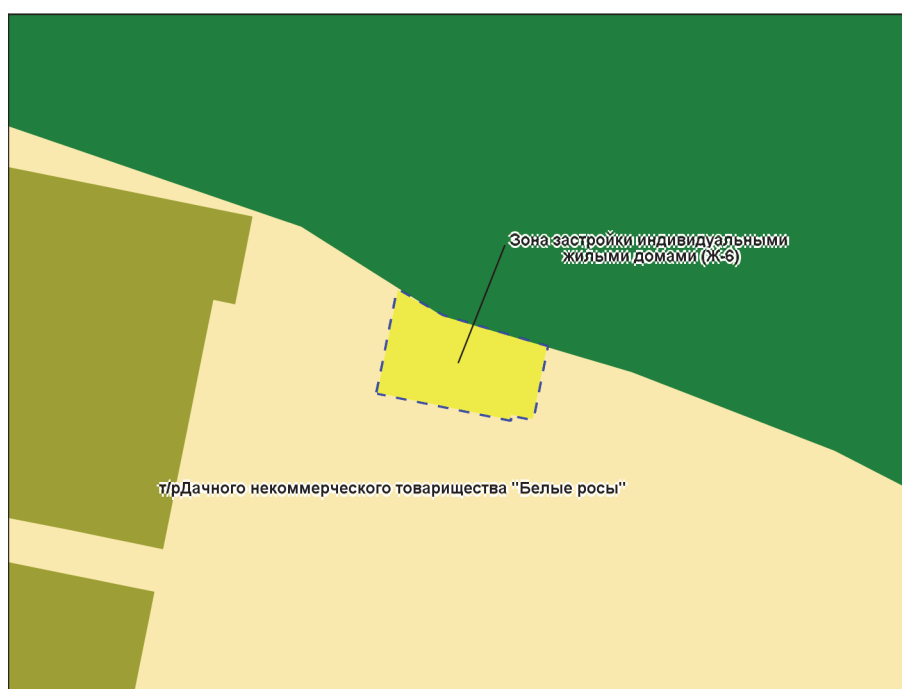 Зона застройки индивидуальными
жилыми домами (Ж-6)
т/рДачного некоммерческого товарищества "Белые росы"